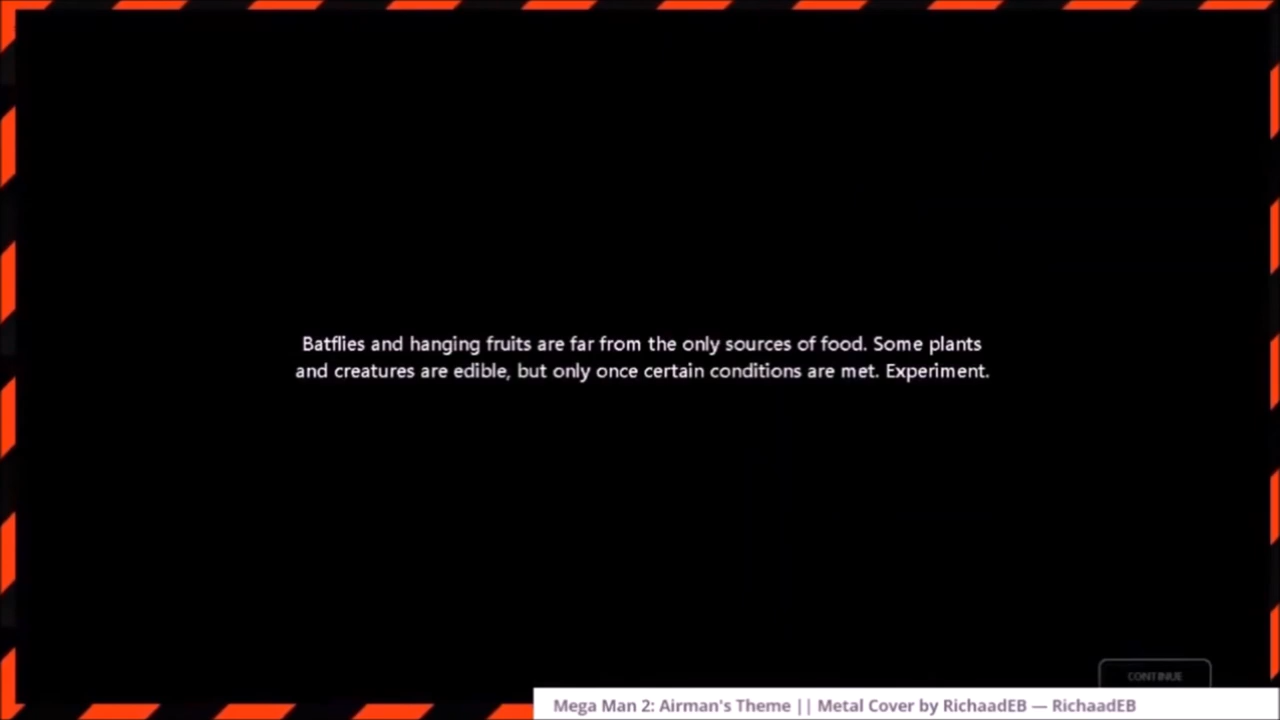 Batflies and hanging fruits are far from the only sources of food. Some plants
and creatures are edible, but only once certain conditions are met. Experiment.
CONTINUE
Mega Man 2: Airman's Theme || Metal Cover by RichaadEB — RichaadEB